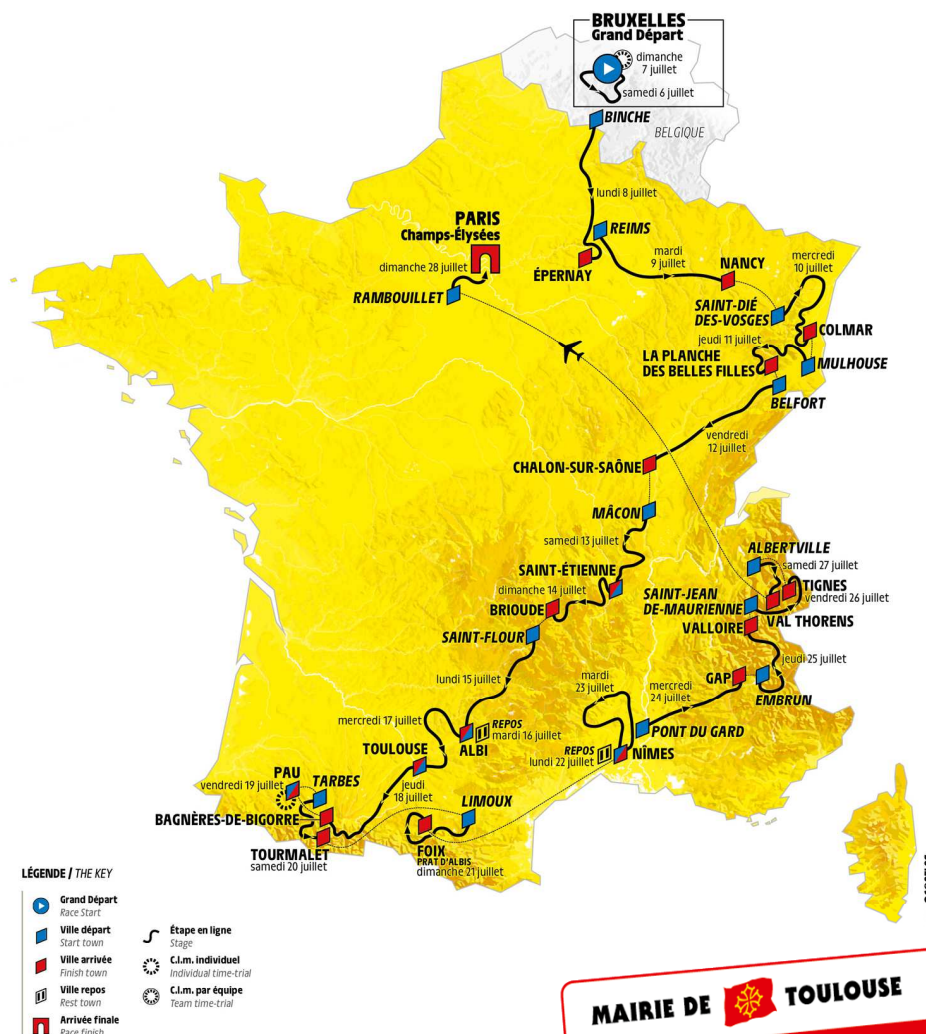 BRUXELLES
Grand Départ
dimanche
7 juillet
samedi 6 juillet
BINCHE
BELGIQUE
lundi 8 juillet
REIMS
PARIS
Champs-Élysées
dimanche 28 juillet
RAMBOUILLET
ÉPERNAY
mardi
9 juillet
NANCY
mercredi
10 juillet
SAINT-DIÉ
DES-VOSGES
COLMAR
jeudi 11 juillet
LA PLANCHE
DES BELLES FILLES
MULHOUSE
BELFORT
vendredi
12 juillet
CHALON-SUR-SAÔNE
MÂCON
samedi 13 juillet
SAINT-ÉTIENNE
dimanche 14 juillet
BRIOUDE
SAINT-FLOUR
ALBERTVILLE
samedi 27 juillet
TIGNES
vendredi 26 juillet
SAINT-JEAN
DE-MAURIENNE
VAL THORENS
VALLOIRE
jeudi 25 juillet
GAP
EMBRUN
lundi 15 juillet
mardi
23 juillet
mercredi
24 juillet
PONT DU GARD
REPOS
lundi 22 juillet
NÎMES
mercredi 17 juillet
REPOS
mardi 16 juillet
ALBI
TOULOUSE
jeudi
18 juillet
PAU
vendredi 19 juillet
TARBES
BAGNÈRES-DE-BIGORRE
TOURMALET
samedi 20 juillet
LIMOUX
FOIX
PRAT D'ALBIS
dimanche 21 juillet
LÉGENDE / THE KEY
Grand Départ
Race Start
Ville départ
Start town
Ville arrivée
Finish town
Ville repos
Rest town
Arrivée finale
Race finish
Étape en ligne
Stage
C.l.m. individuel
Individual time-trial
C.l.m. par équipe
Team time-trial
MAIRIE DE TOULOUSE